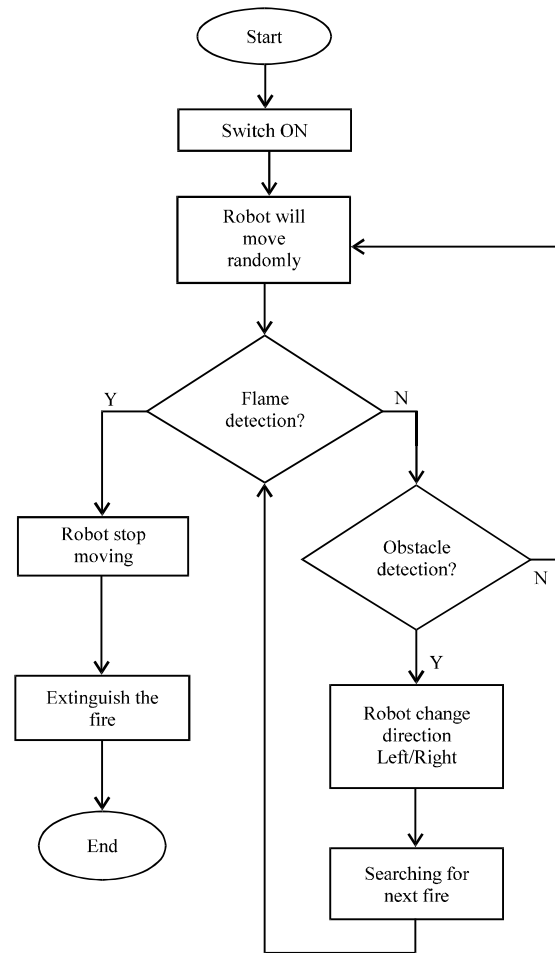 Start
Switch ON
Robot will
move
randomly
Flame
detection?
Y
N
Robot stop
moving
Obstacle
detection?
N
Y
Extinguish the
fire
Robot change
direction
Left/Right
End
Searching for
next fire